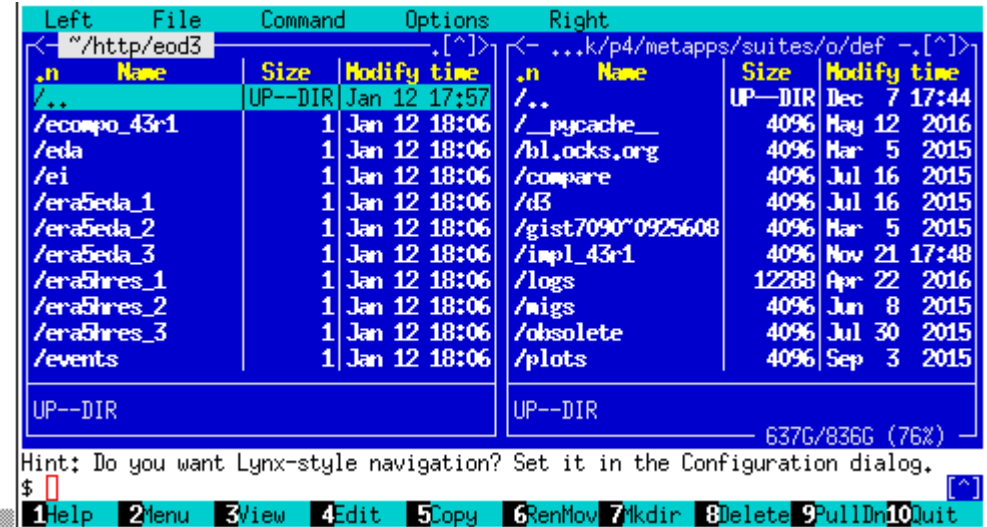 Left File Command Options Right
<- ~/http/eod3 .[^]> <- ...k/p4/metapps/suites/o/def -.[^]>
.n Name Size Modify time .n Name Size Modify time
/.. UP--DIR Jan 12 17:57 /.. UP--DIR Dec 7 17:44
/ecompo_43r1 1 Jan 12 18:06 /__pycache__ 4096 May 12 2016
/eda 1 Jan 12 18:06 /bl.ocks.org 4096 Mar 5 2015
/ei 1 Jan 12 18:06 /compare 4096 Jul 16 2015
/era5eda_1 1 Jan 12 18:06 /d3 4096 Jul 16 2015
/era5eda_2 1 Jan 12 18:06 /gist7090~0925608 4096 Mar 5 2015
/era5eda_3 1 Jan 12 18:06 /impl_43r1 4096 Nov 21 17:48
/era5hres_1 1 Jan 12 18:06 /logs 12288 Apr 22 2016
/era5hres_2 1 Jan 12 18:06 /migs 4096 Jun 8 2015
/era5hres_3 1 Jan 12 18:06 /obsolete 4096 Jul 30 2015
/events 1 Jan 12 18:06 /plots 4096 Sep 3 2015
UP--DIR UP--DIR
637G/836G (76%)
Hint: Do you want Lynx-style navigation? Set it in the Configuration dialog.
$ [^]
1Help 2Menu 3View 4Edit 5Copy 6RenMov 7Mkdir 8Delete 9PullDn 10Quit